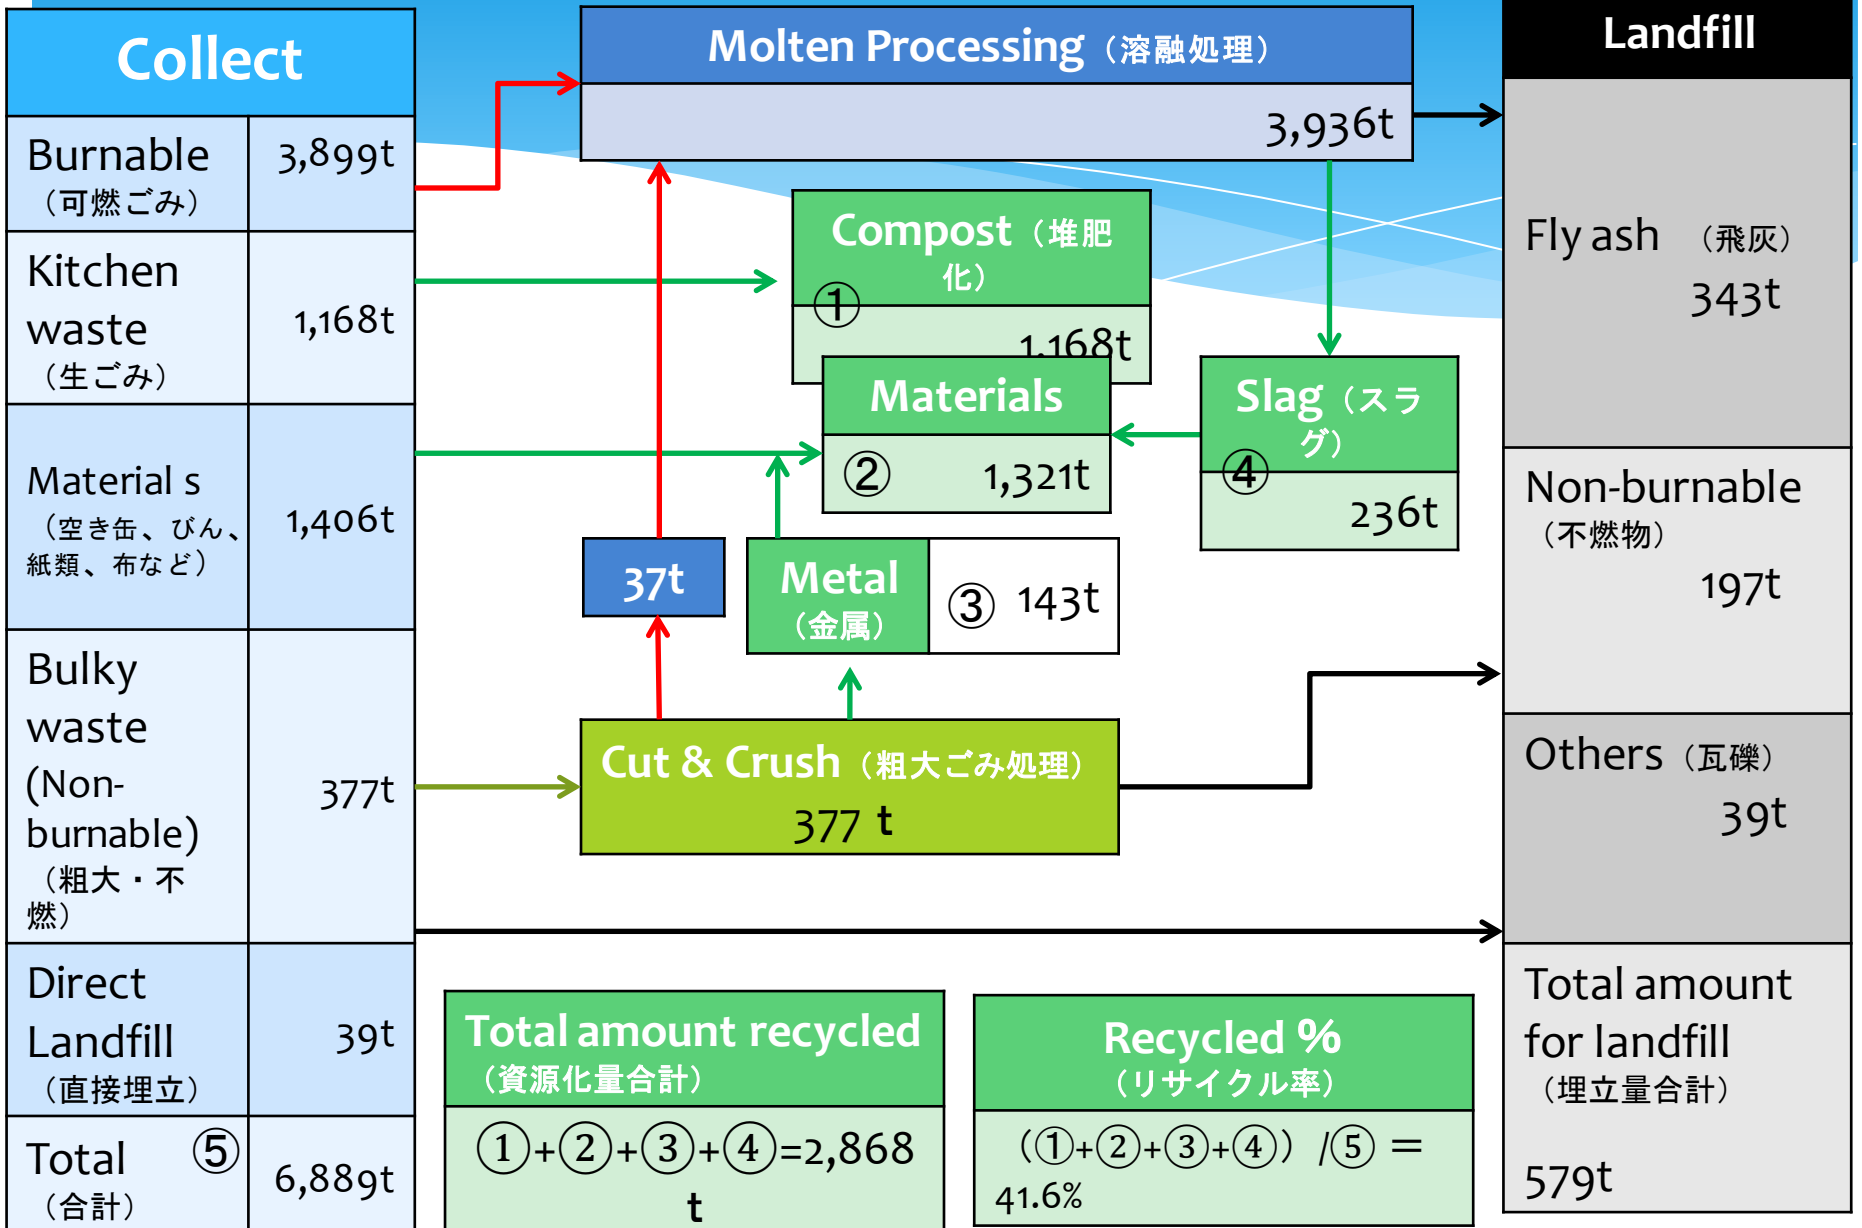 Collect
Burnable
（可燃ごみ）
3,899t
Kitchen
waste
（生ごみ）
1,168t
Material s
（空き缶、びん、
紙類、布など）
1,406t
Bulky
waste
(Non-
burnable)
（粗大・不
燃）
377t
Direct
Landfill
（直接埋立）
39t
Total ⑤
（合計）
6,889t
Molten Processing（溶融処理）
3,936t
Compost（堆肥
化）
①
1,168t
Materials
② 1,321t
Slag（スラ
グ）
④
236t
37t
Metal
（金属）
③ 143t
Cut & Crush（粗大ごみ処理）
377 t
Total amount recycled
（資源化量合計）
①+②+③+④=2,868
t
Recycled %
（リサイクル率）
（①+②+③+④）/⑤ =
41.6%
Landfill
Fly ash （飛灰）
343t
Non-burnable
（不燃物）
197t
Others（瓦礫）
39t
Total amount
for landfill
（埋立量合計）
579t